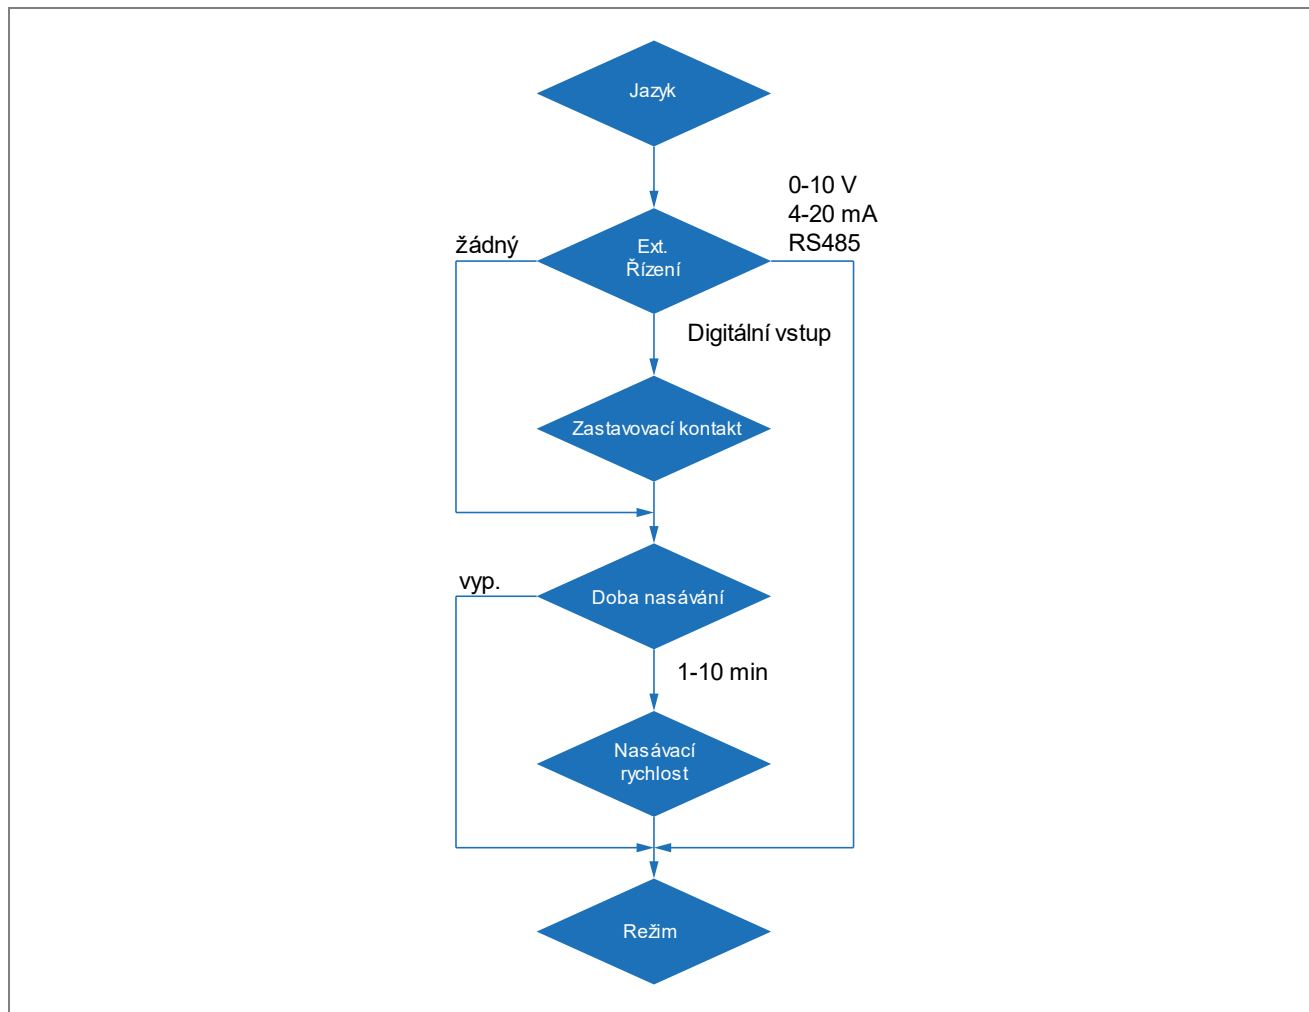 Jazyk
0-10 V
4-20 mA
RS485
žádný
Ext.
Řízení
Digitální vstup
Zastavovací kontakt
vyp.
Doba nasávání
1-10 min
Nasávací
rychlost
Režim